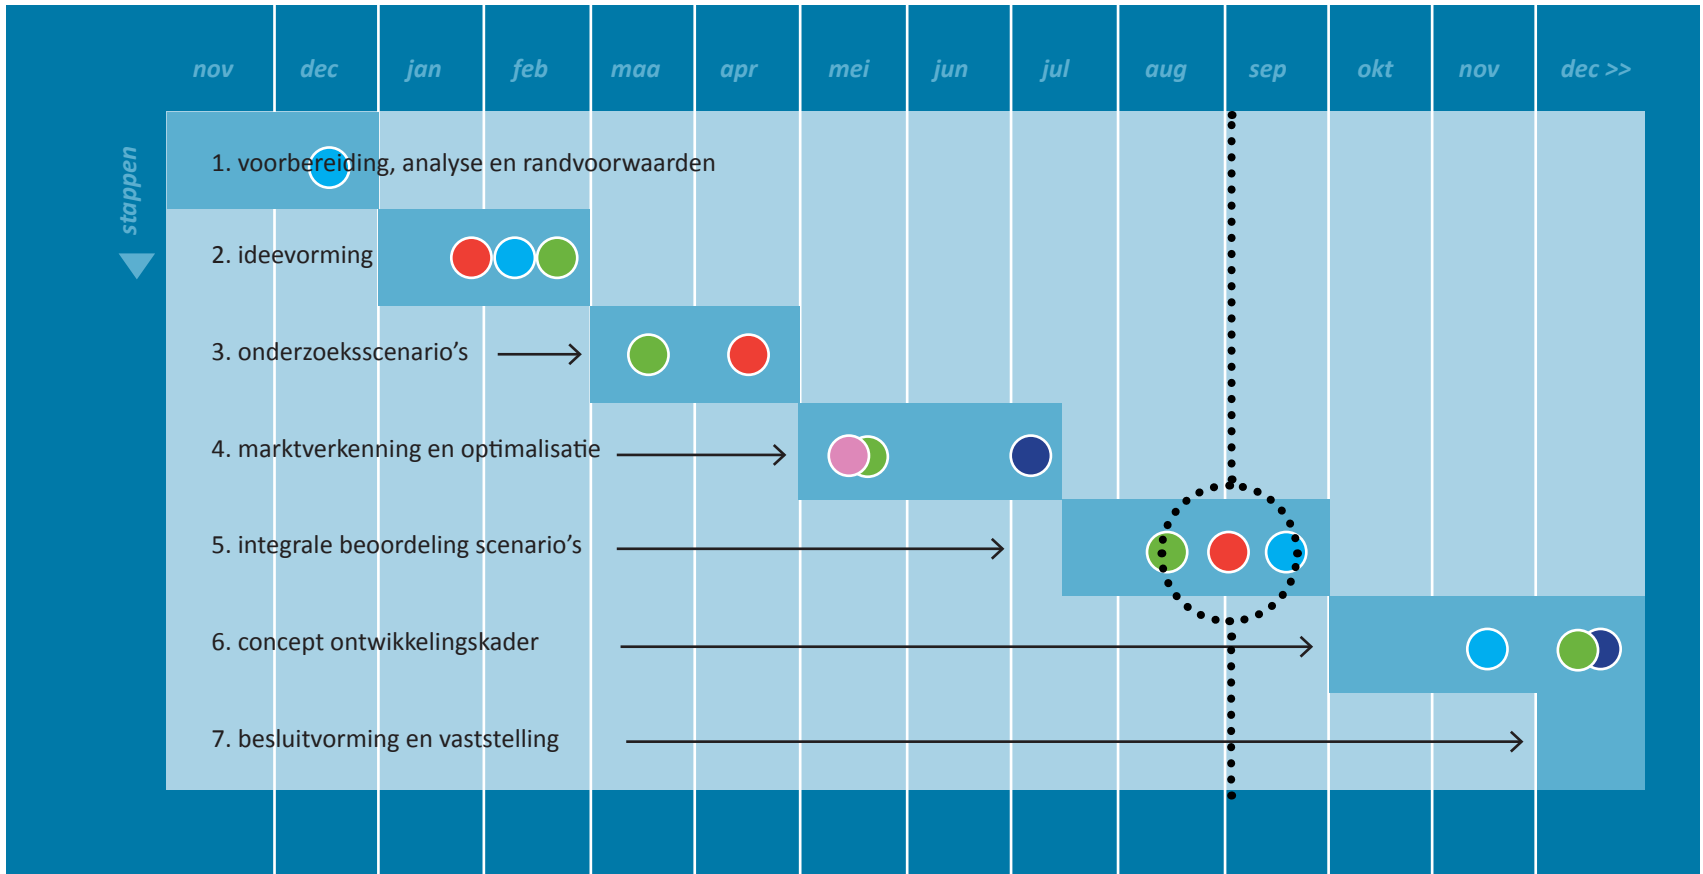 nov dec jan feb maa apr mei jun jul aug sep okt nov dec >>
stappen
1. voorbereiding, analyse en randvoorwaarden
2. ideevorming
3. onderzoeksscenario’s
4. marktverkenning en optimalisatie
5. integrale beoordeling scenario’s
6. concept ontwikkelingskader
7. besluitvorming en vaststelling